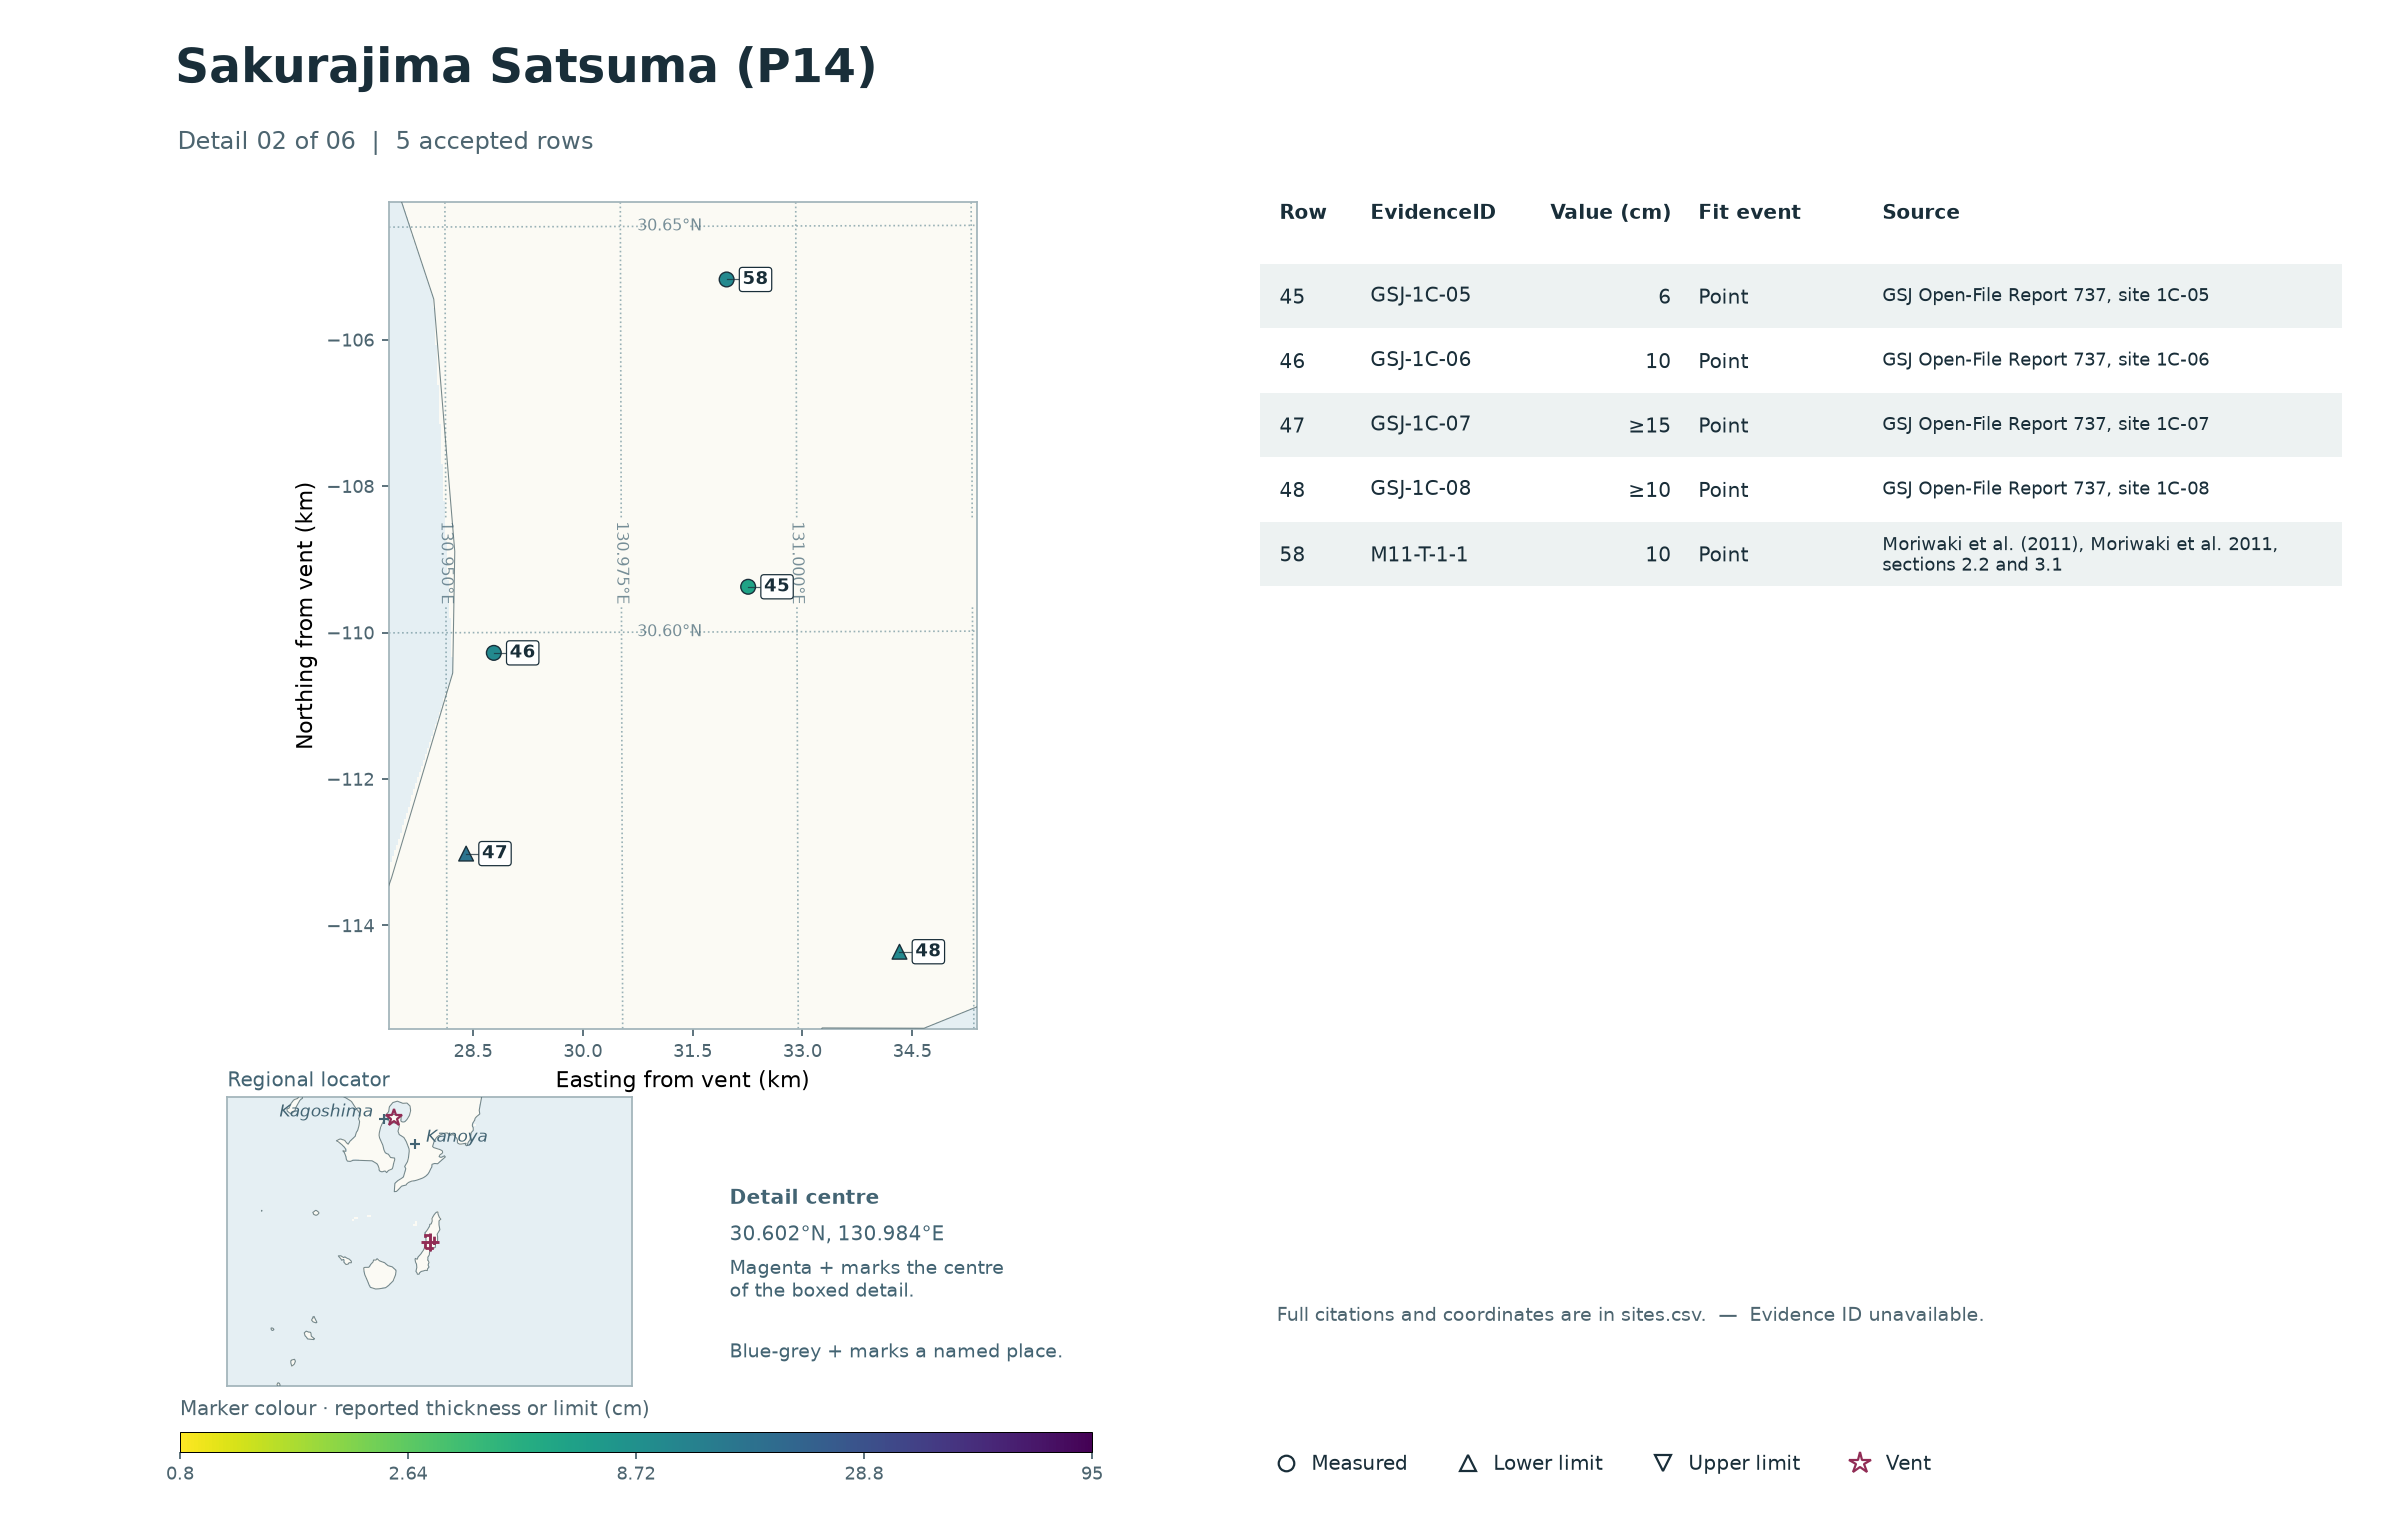 Sakurajima Satsuma (P14)
Detail 02 of 06 | 5 accepted rows
30.65°N
58
−106
−108
130.950°E
130.975°E
131.000°E
45
30.60°N
−110
46
−112
47
−114
48
Northing from vent (km)
28.5 30.0 31.5 33.0 34.5
Easting from vent (km)
Row EvidenceID Value (cm) Fit event Source
45 GSJ-1C-05 6 Point GSJ Open-File Report 737, site 1C-05
46 GSJ-1C-06 10 Point GSJ Open-File Report 737, site 1C-06
47 GSJ-1C-07 ≥15 Point GSJ Open-File Report 737, site 1C-07
48 GSJ-1C-08 ≥10 Point GSJ Open-File Report 737, site 1C-08
58 M11-T-1-1 10 Point Moriwaki et al. (2011), Moriwaki et al. 2011,
sections 2.2 and 3.1
Regional locator
Kagoshima
Kanoya
Detail centre
30.602°N, 130.984°E
Magenta + marks the centre
of the boxed detail.
Blue-grey + marks a named place.
Full citations and coordinates are in sites.csv. — Evidence ID unavailable.
Marker colour · reported thickness or limit (cm)
0.8 2.64 8.72 28.8 95
Measured Lower limit Upper limit Vent